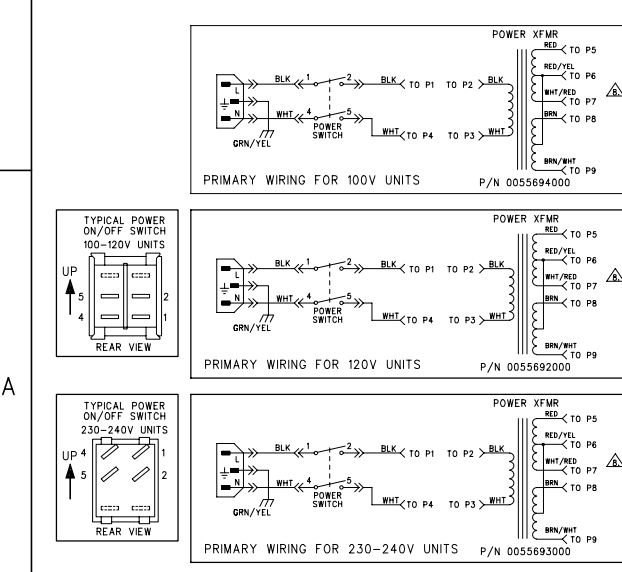 POWER XFMR
RED TO P5
RED/YEL TO P6
WHT/RED TO P7
8.
BRN TO P8
BRN/WHT TO P9
L
BLK 1 2 BLK TO P1 TO P2 BLK
N
WHT 4 5
POWER
SWITCH
WHT TO P4 TO P3 WHT
GRN/YEL
PRIMARY WIRING FOR 100V UNITS P/N 0055694000
TYPICAL POWER
ON/OFF SWITCH
100-120V UNITS
UP
5 2
4 1
REAR VIEW
POWER XFMR
RED TO P5
RED/YEL TO P6
WHT/RED TO P7
8.
BRN TO P8
BRN/WHT TO P9
L
BLK 1 2 BLK TO P1 TO P2 BLK
N
WHT 4 5
POWER
SWITCH
WHT TO P4 TO P3 WHT
GRN/YEL
PRIMARY WIRING FOR 120V UNITS P/N 0055692000
A
TYPICAL POWER
ON/OFF SWITCH
230-240V UNITS
UP 4 1
5 2
REAR VIEW
POWER XFMR
RED TO P5
RED/YEL TO P6
WHT/RED TO P7
8.
BRN TO P8
BRN/WHT TO P9
L
BLK 1 2 BLK TO P1 TO P2 BLK
N
WHT 4 5
POWER
SWITCH
WHT TO P4 TO P3 WHT
GRN/YEL
PRIMARY WIRING FOR 230-240V UNITS P/N 0055693000